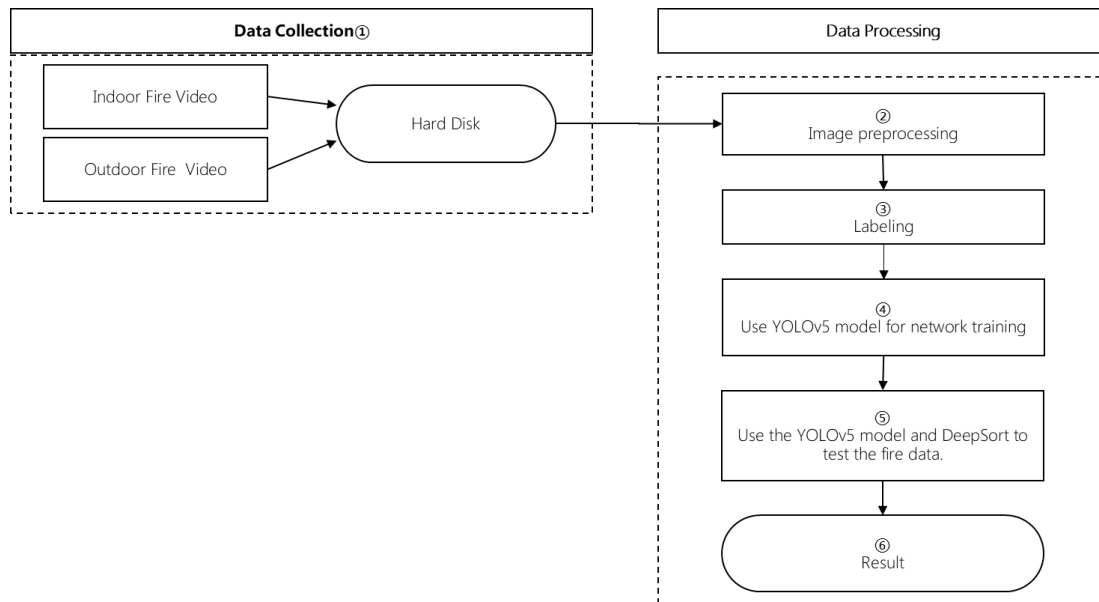 Data Collection①
Indoor Fire Video
Outdoor Fire  Video
Hard Disk
Data Processing
②
Image preprocessing
③
Labeling
④
Use YOLOv5 model for network training
⑤
Use the YOLOv5 model and DeepSort to
test the fire data.
⑥
Result